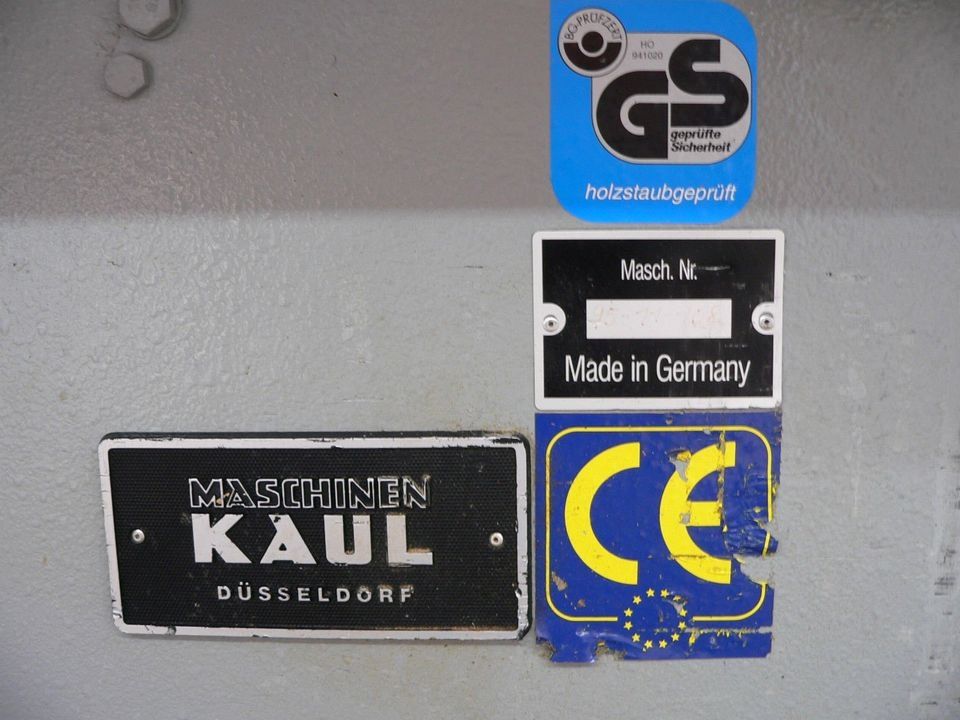 BG-PRÜFZERT
HO
941020
GS
geprüfte
Sicherheit
holzstaubgeprüft
Masch. Nr.
Made in Germany
MASCHINEN
KAUL
DÜSSELDORF
CE